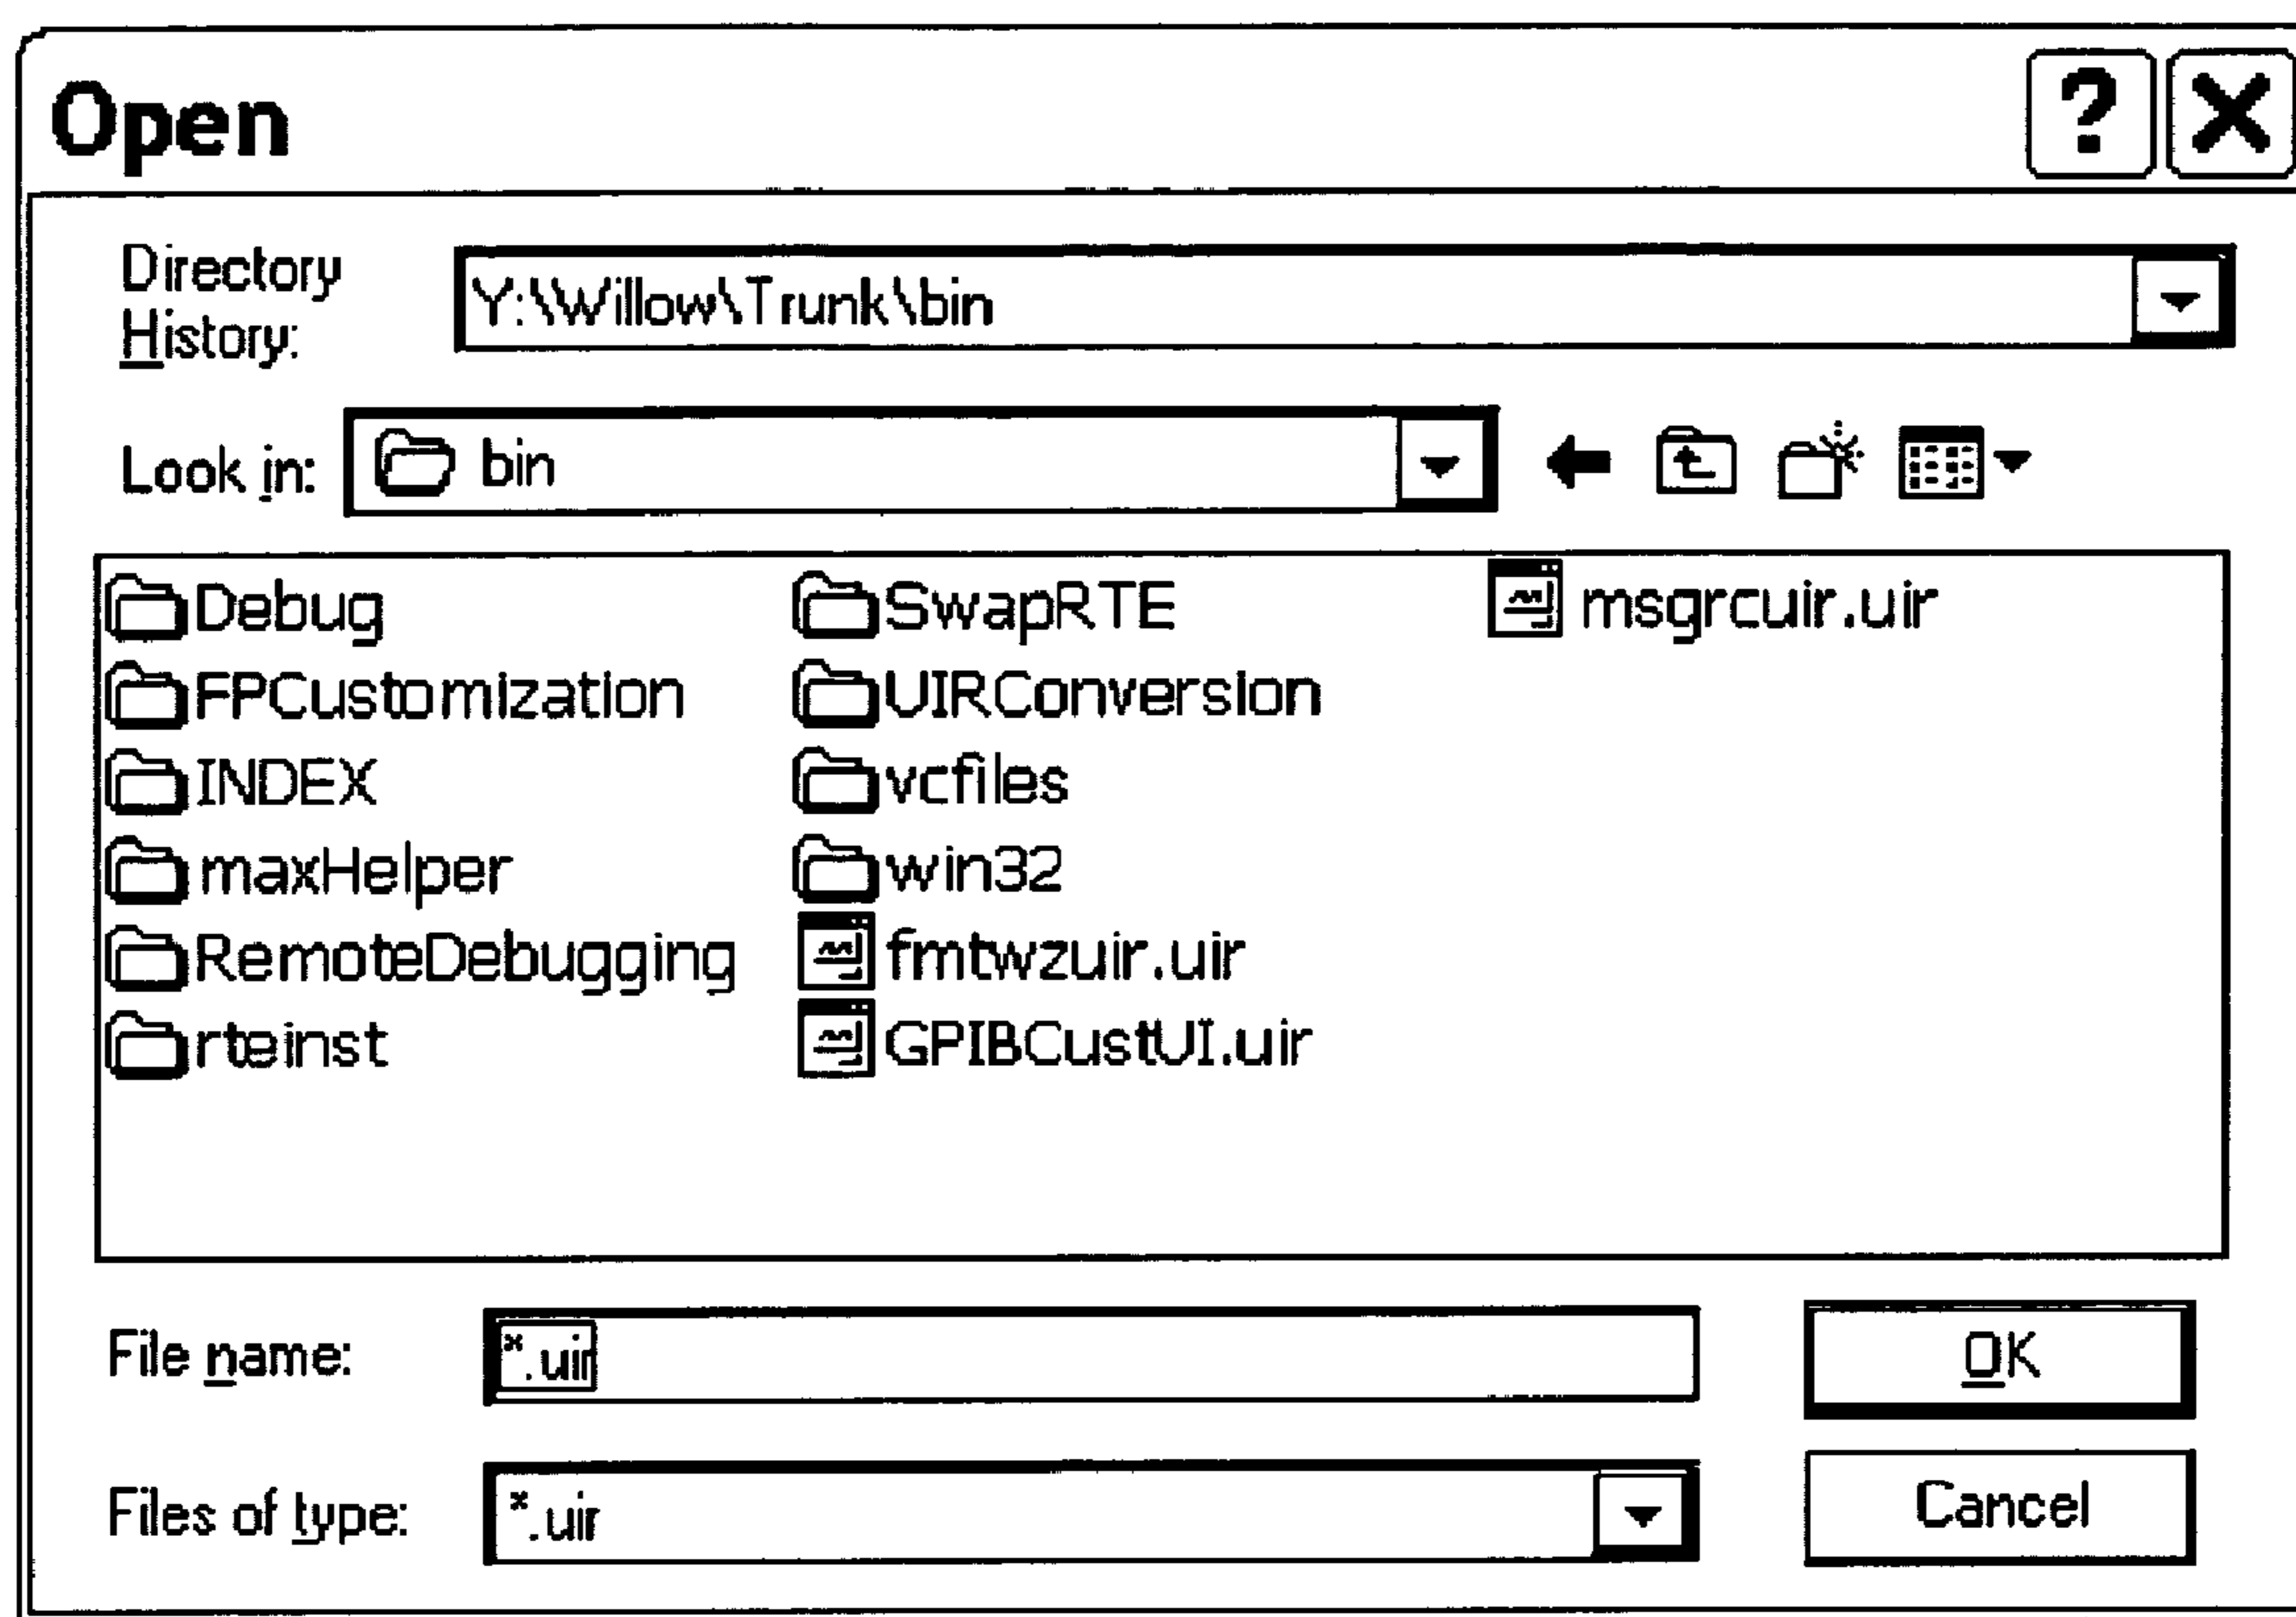 Open
Directory
History:
Y:\Willow\Trunk\bin
Look in:
bin
Debug
FPCustomization
INDEX
maxHelper
RemoteDebugging
rteinst
SwapRTE
UIRConversion
vcfiles
win32
fmtwzuir.uir
GPIBCustUI.uir
msgrcuir.uir
File name:
*.uir
OK
Files of type:
*.uir
Cancel